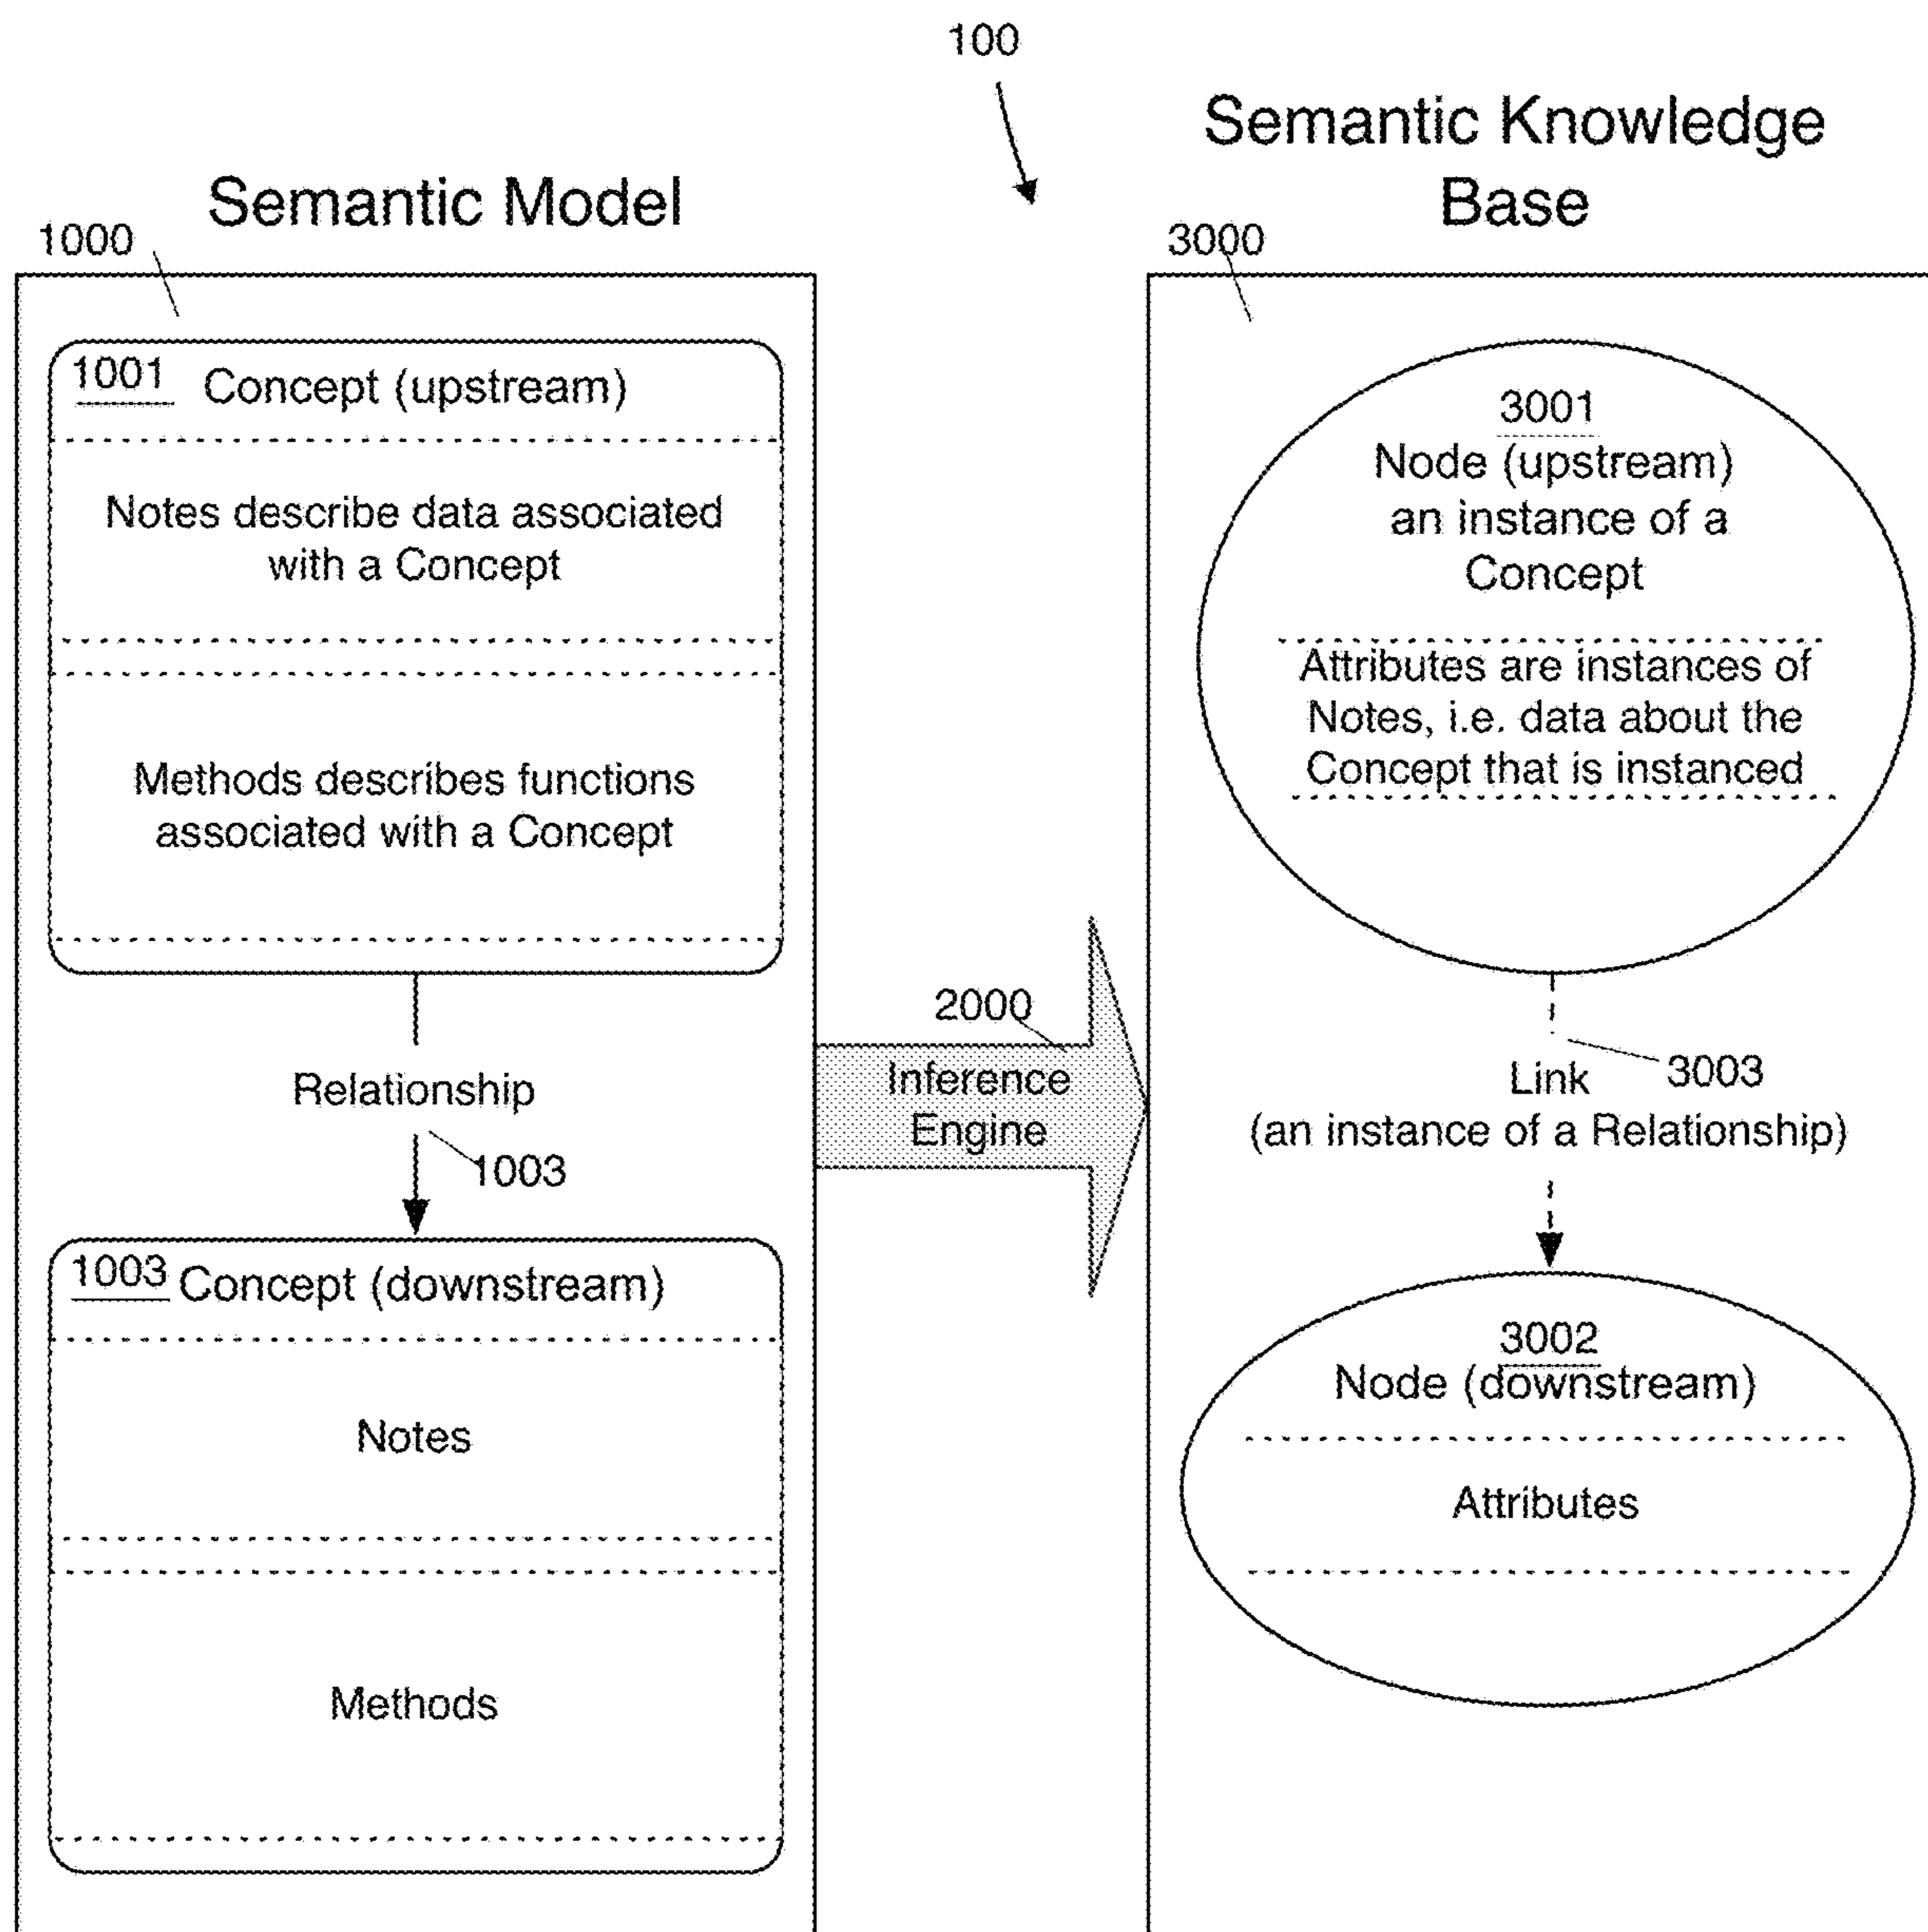 100
Semantic Model
1000
1001 Concept (upstream)
Notes describe data associated
with a Concept
Methods describes functions
associated with a Concept
Relationship
1003
1003 Concept (downstream)
Notes
Methods
2000
Inference
Engine
Semantic Knowledge
Base
3000
3001
Node (upstream)
an instance of a
Concept
Attributes are instances of
Notes, i.e. data about the
Concept that is instanced
3003
Link
(an instance of a Relationship)
3002
Node (downstream)
Attributes